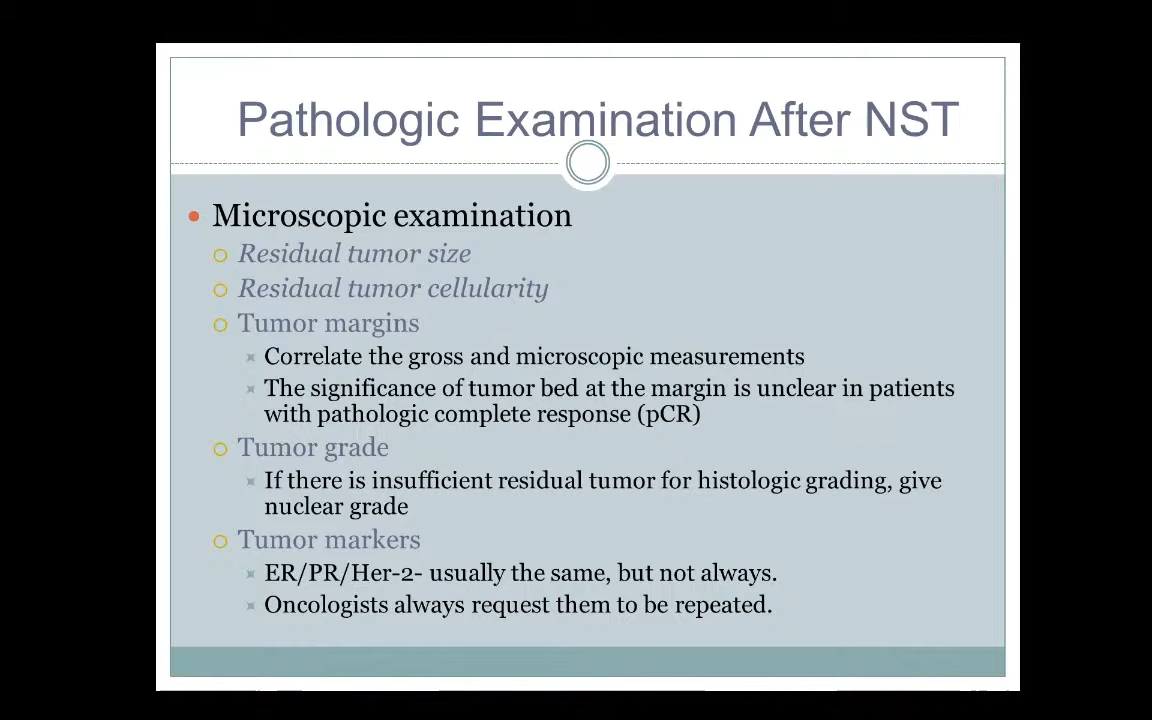 Pathologic Examination After NST
Microscopic examination
Residual tumor size
Residual tumor cellularity
Tumor margins
Correlate the gross and microscopic measurements
The significance of tumor bed at the margin is unclear in patients
with pathologic complete response (pCR)
Tumor grade
If there is insufficient residual tumor for histologic grading, give
nuclear grade
Tumor markers
ER/PR/Her-2- usually the same, but not always.
Oncologists always request them to be repeated.